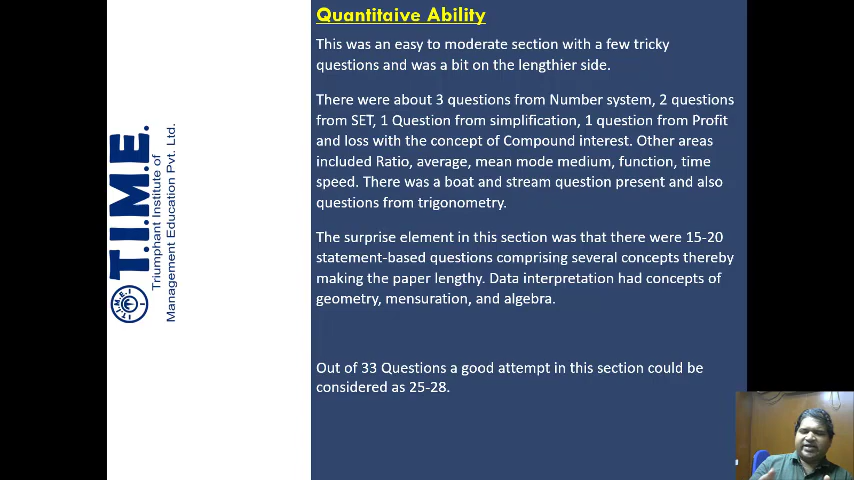 Quantitaive Ability
This was an easy to moderate section with a few tricky
questions and was a bit on the lengthier side.
There were about 3 questions from Number system, 2 questions
from SET, 1 Question from simplification, 1 question from Profit
and loss with the concept of Compound interest. Other areas
included Ratio, average, mean mode medium, function, time
speed. There was a boat and stream question present and also
questions from trigonometry.
The surprise element in this section was that there were 15-20
statement-based questions comprising several concepts thereby
making the paper lengthy. Data interpretation had concepts of
geometry, mensuration, and algebra.
Out of 33 Questions a good attempt in this section could be
considered as 25-28.
T.I.M.E.
Triumphant Institute of
Management Education Pvt. Ltd.
T.I.M.E.